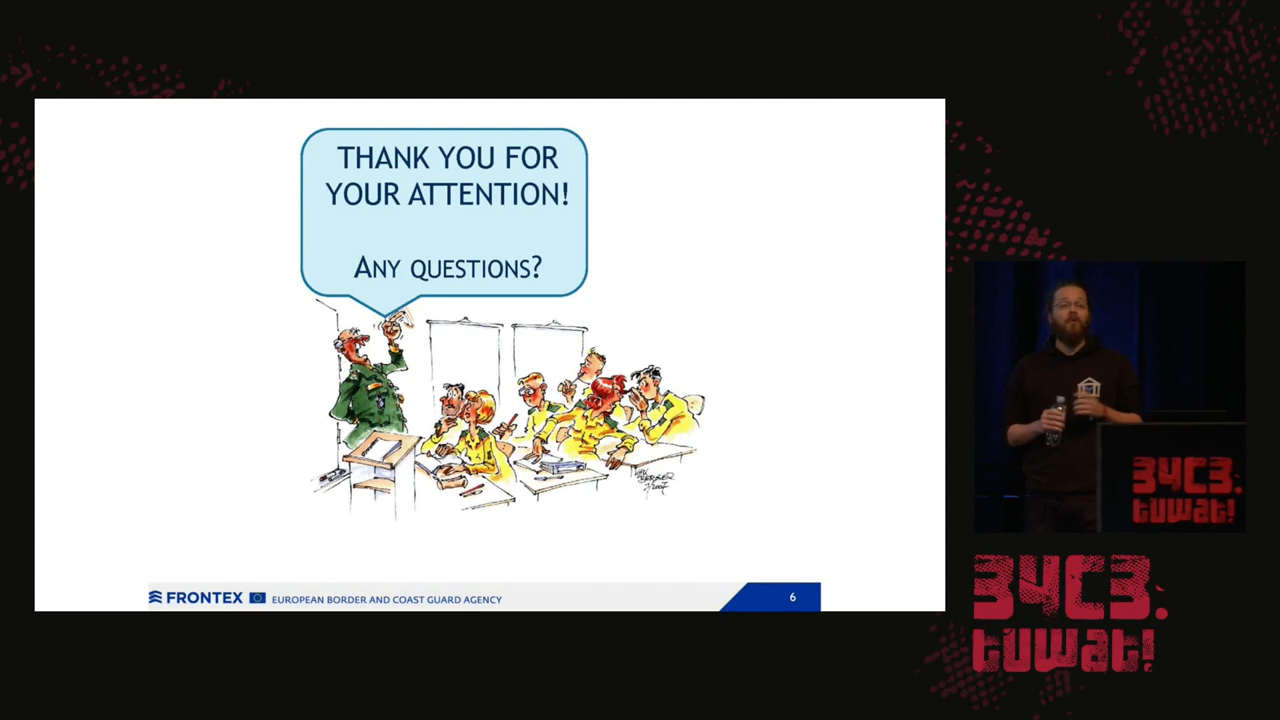 THANK YOU FOR
YOUR ATTENTION!
ANY QUESTIONS?
FRONTEX EUROPEAN BORDER AND COAST GUARD AGENCY
6
34C3.
tuwat!
34C3.
tuwat!